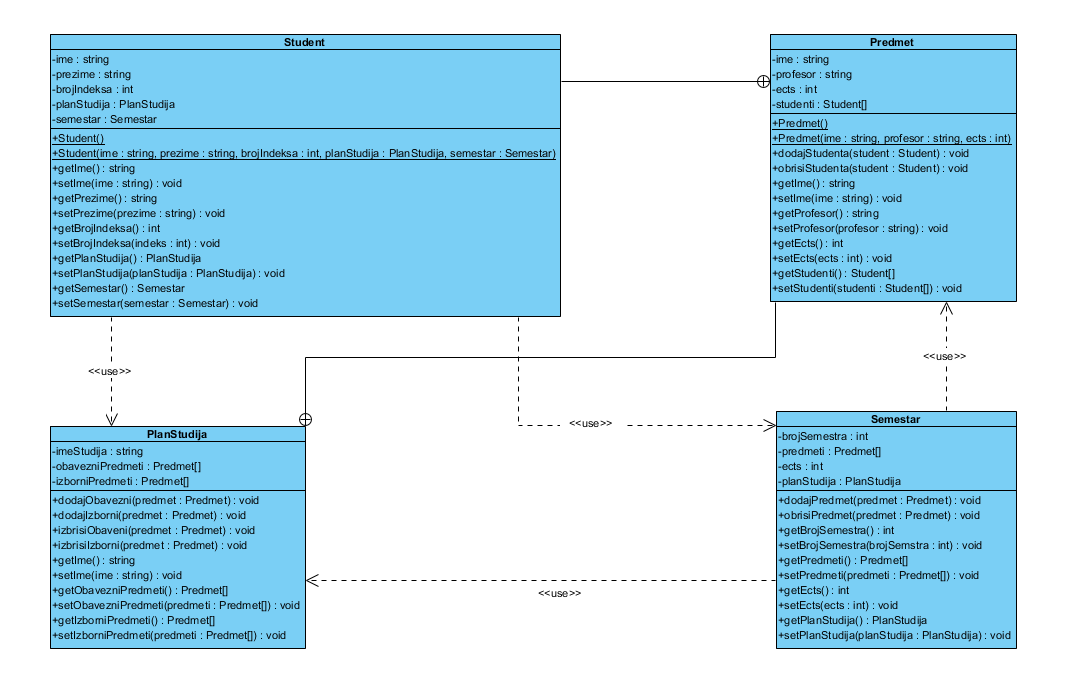 Student
-ime : string
-prezime : string
-brojIndeksa : int
-planStudija : PlanStudija
-semestar : Semestar
+Student()
+Student(ime : string, prezime : string, brojIndeksa : int, planStudija : PlanStudija, semestar : Semestar)
+getIme() : string
+setIme(ime : string) : void
+getPrezime() : string
+setPrezime(prezime : string) : void
+getBrojIndeksa() : int
+setBrojIndeksa(indeks : int) : void
+getPlanStudija() : PlanStudija
+setPlanStudija(planStudija : PlanStudija) : void
+getSemestar() : Semestar
+setSemestar(semestar : Semestar) : void
Predmet
-ime : string
-profesor : string
-ects : int
-studenti : Student[]
+Predmet()
+Predmet(ime : string, profesor : string, ects : int)
+dodajStudenta(student : Student) : void
+obrisiStudenta(student : Student) : void
+getIme() : string
+setIme(ime : string) : void
+getProfesor() : string
+setProfesor(profesor : string) : void
+getEcts() : int
+setEcts(ects : int) : void
+getStudenti() : Student[]
+setStudenti(studenti : Student[]) : void
<<use>>
<<use>>
<<use>>
PlanStudija
-imeStudija : string
-obavezniPredmeti : Predmet[]
-izborniPredmeti : Predmet[]
+dodajObavezni(predmet : Predmet) : void
+dodajIzborni(predmet : Predmet) : void
+izbrisiObaveni(predmet : Predmet) : void
+izbrisiIzborni(predmet : Predmet) : void
+getIme() : string
+setIme(ime : string) : void
+getObavezniPredmeti() : Predmet[]
+setObavezniPredmeti(predmeti : Predmet[]) : void
+getIzborniPredmeti() : Predmet[]
+setIzborniPredmeti(predmeti : Predmet[]) : void
<<use>>
Semestar
-brojSemestra : int
-predmeti : Predmet[]
-ects : int
-planStudija : PlanStudija
+dodajPredmet(predmet : Predmet) : void
+obrisiPredmet(predmet : Predmet) : void
+getBrojSemestra() : int
+setBrojSemestra(brojSemstra : int) : void
+getPredmeti() : Predmet[]
+setPredmeti(predmeti : Predmet[]) : void
+getEcts() : int
+setEcts(ects : int) : void
+getPlanStudija() : PlanStudija
+setPlanStudija(planStudija : PlanStudija) : void